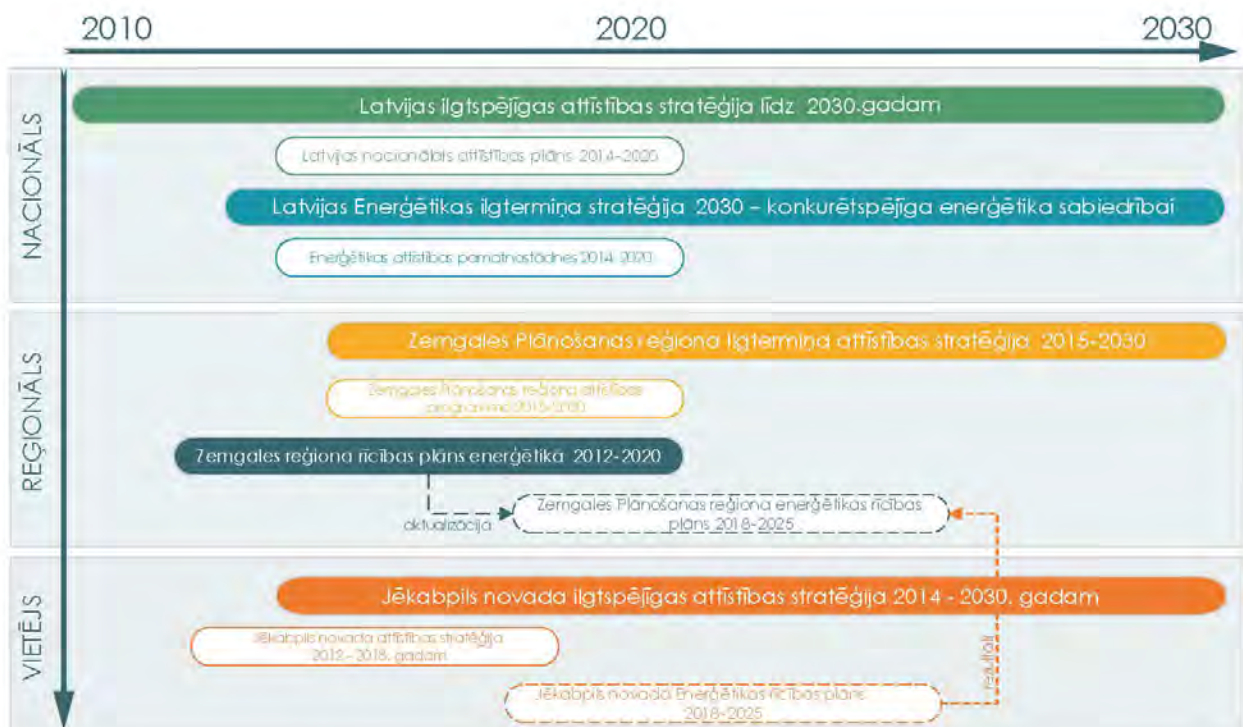 2010
2020
2030
NACIONĀLS
Latvijas ilgtspējīgas attīstības stratēģija līdz 2030.gadam
Latvijas nacionālais attīstības plāns 2014-2020
Latvijas Enerģētikas ilgtermiņa stratēģija 2030 – konkurētspējīga enerģētika sabiedrībai
Enerģētikas attīstības pamatnostādnes 2014-2020
REĢIONĀLS
Zemgales Plānošanas reģiona ilgtermiņa attīstības stratēģija 2015-2030
Zemgales Plānošanas reģiona attīstības
programma 2015-2020
Zemgales reģiona rīcības plāns enerģētikā 2012-2020
aktualizācija
Zemgales Plānošanas reģiona enerģētikas rīcības
plāns 2018-2025
VIETĒJS
Jēkabpils novada ilgtspējīgas attīstības stratēģija 2014 - 2030. gadam
Jēkabpils novada attīstības stratēģija
2012 - 2018. gadam
rezultāti
Jēkabpils novada Enerģētikas rīcības plāns
2018-2025